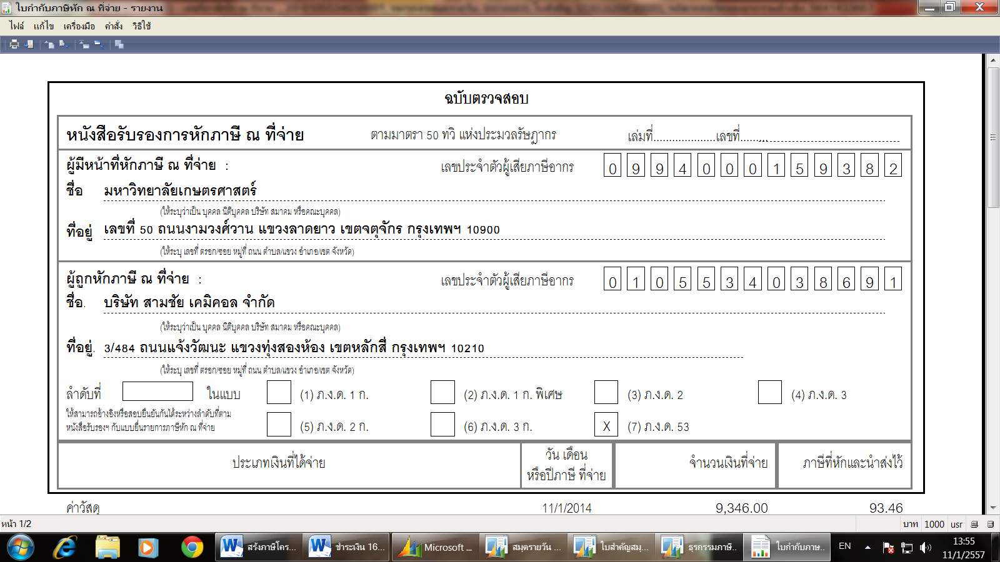 ใบกำกับภาษีหัก ณ ที่จ่าย - รายงาน
ไฟล์ แก้ไข เครื่องมือ คำสั่ง วิธีใช้
ฉบับตรวจสอบ
หนังสือรับรองการหักภาษี ณ ที่จ่าย ตามมาตรา 50 ทวิ แห่งประมวลรัษฎากร เล่มที่....................เลขที่.........
ผู้มีหน้าที่หักภาษี ณ ที่จ่าย : เลขประจำตัวผู้เสียภาษีอากร 0 9 9 4 0 0 0 1 5 9 3 8 2
ชื่อ มหาวิทยาลัยเกษตรศาสตร์
(ให้ระบุว่าเป็น บุคคล นิติบุคคล บริษัท สมาคม หรือคณะบุคคล)
ที่อยู่ เลขที่ 50 ถนนงามวงศ์วาน แขวงลาดยาว เขตจตุจักร กรุงเทพฯ 10900
(ให้ระบุ เลขที่ ตรอก/ซอย หมู่ที่ ถนน ตำบล/แขวง อำเภอ/เขต จังหวัด)
ผู้ถูกหักภาษี ณ ที่จ่าย : เลขประจำตัวผู้เสียภาษีอากร 0 1 0 5 5 3 4 0 3 8 6 9 1
ชื่อ. บริษัท สามชัย เคมิคอล จำกัด
(ให้ระบุว่าเป็น บุคคล นิติบุคคล บริษัท สมาคม หรือคณะบุคคล)
ที่อยู่. 3/484 ถนนแจ้งวัฒนะ แขวงทุ่งสองห้อง เขตหลักสี่ กรุงเทพฯ 10210
(ให้ระบุ เลขที่ ตรอก/ซอย หมู่ที่ ถนน ตำบล/แขวง อำเภอ/เขต จังหวัด)
ลำดับที่ ในแบบ (1) ภ.ง.ด. 1 ก. (2) ภ.ง.ด. 1 ก. พิเศษ (3) ภ.ง.ด. 2 (4) ภ.ง.ด. 3
ให้สามารถอ้างอิงหรือสอบยืนยันกันได้ระหว่างลำดับที่ตาม
หนังสือรับรองฯ กับแบบยื่นรายการภาษีหัก ณ ที่จ่าย (5) ภ.ง.ด. 2 ก. (6) ภ.ง.ด. 3 ก. X (7) ภ.ง.ด. 53
ประเภทเงินที่ได้จ่าย วัน เดือน หรือปีภาษี ที่จ่าย จำนวนเงินที่จ่าย ภาษีที่หักและนำส่งไว้
ค่าวัสดุ 11/1/2014 9,346.00 93.46
หน้า 1/2 บาท 1000 usr
สร้งภาษีโคร... ชำระเงิน 16... Microsoft ... สมุดรายวัน ... ใบสำคัญสมุ... ธุรกรรมภาษี.. ใบกำกับภาษ.. EN 13:55
11/1/2557